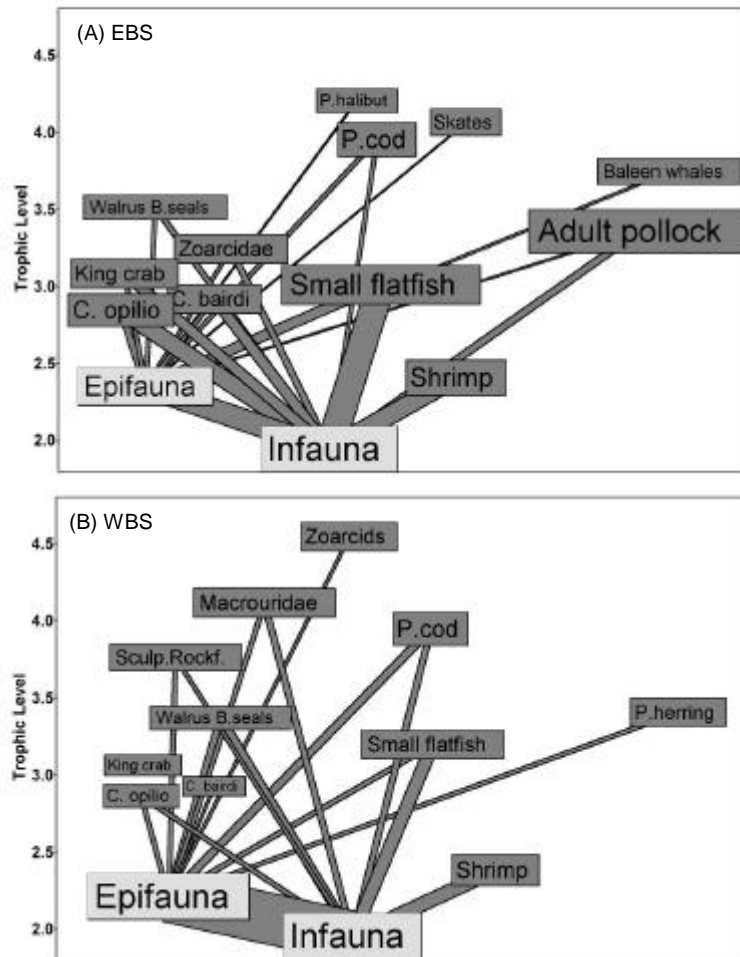 (A) EBS
4.5
P.halibut
Skates
4.0
P.cod
Baleen whales
3.5
Walrus B.seals
Adult pollock
Zoarcidae
King crab
3.0
Small flatfish
C. bairdi
C. opilio
2.5
Epifauna
Shrimp
2.0
Infauna
Trophic Level
(B) WBS
4.5
Zoarcids
Macrouridae
4.0
P.cod
Sculp.Rockf.
3.5
Walrus B.seals
P.herring
Small flatfish
King crab
3.0
C. bairdi
C. opilio
2.5
Epifauna
Shrimp
2.0
Infauna
Trophic Level